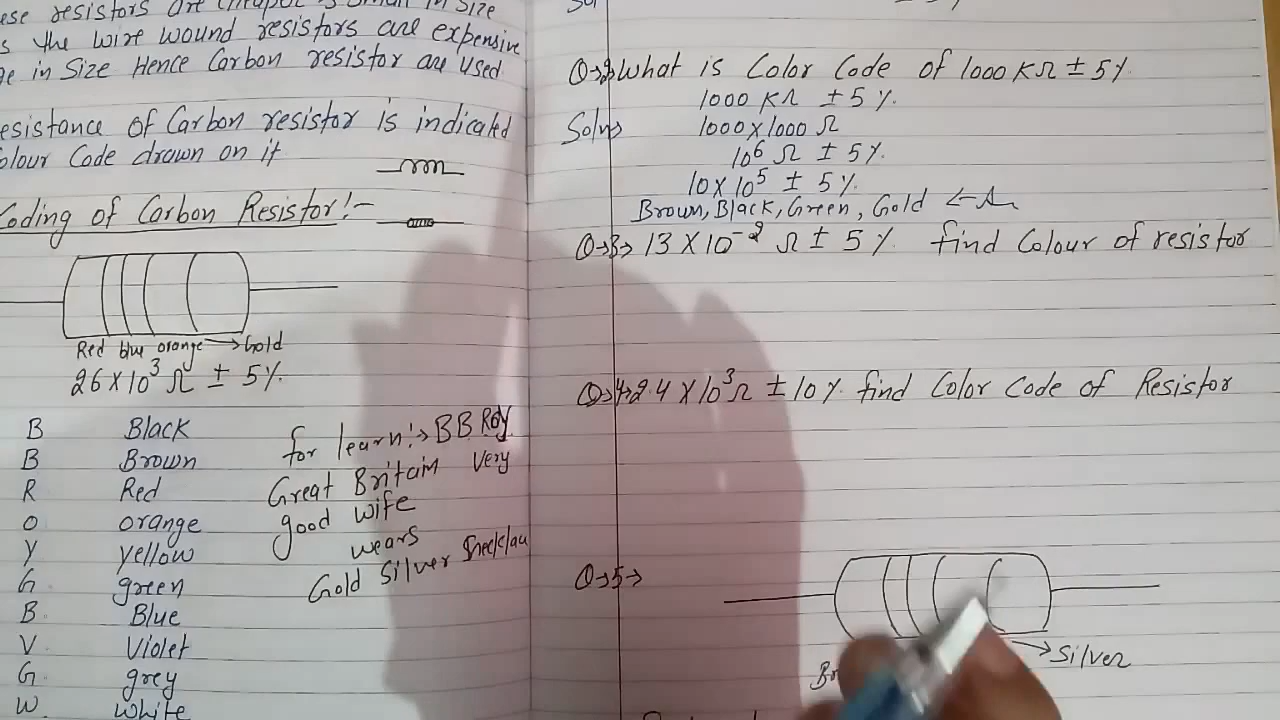 resistors are cheaper & small in size
the wire wound resistors are expensive
in Size Hence Carbon resistor are used
esistance of Carbon resistor is indicated
olour Code drawn on it
Coding of Carbon Resistor!-
Red blue orange → Gold
26 x 10³ Ω ± 5%.
B Black
B Brown
R Red
O orange
Y yellow
G green
B. Blue
V. Violet
G. grey
W. White
for learn:→ BB Roy
Great Britain very
good wife
wears
Gold Silver
Q→2 What is Color Code of 1000 KΩ ± 5%.
1000 KΩ ± 5%.
Soln→ 1000 x 1000 Ω
10⁶ Ω ± 5%.
10 x 10⁵ ± 5%.
Brown, Black, Green, Gold ←
Q→3→ 13 X 10⁻² Ω ± 5%. find Colour of resistor
Q→4→ 2.4 X 10³ Ω ± 10%. find Color Code of Resistor
Q→5→
→ Silver
Br